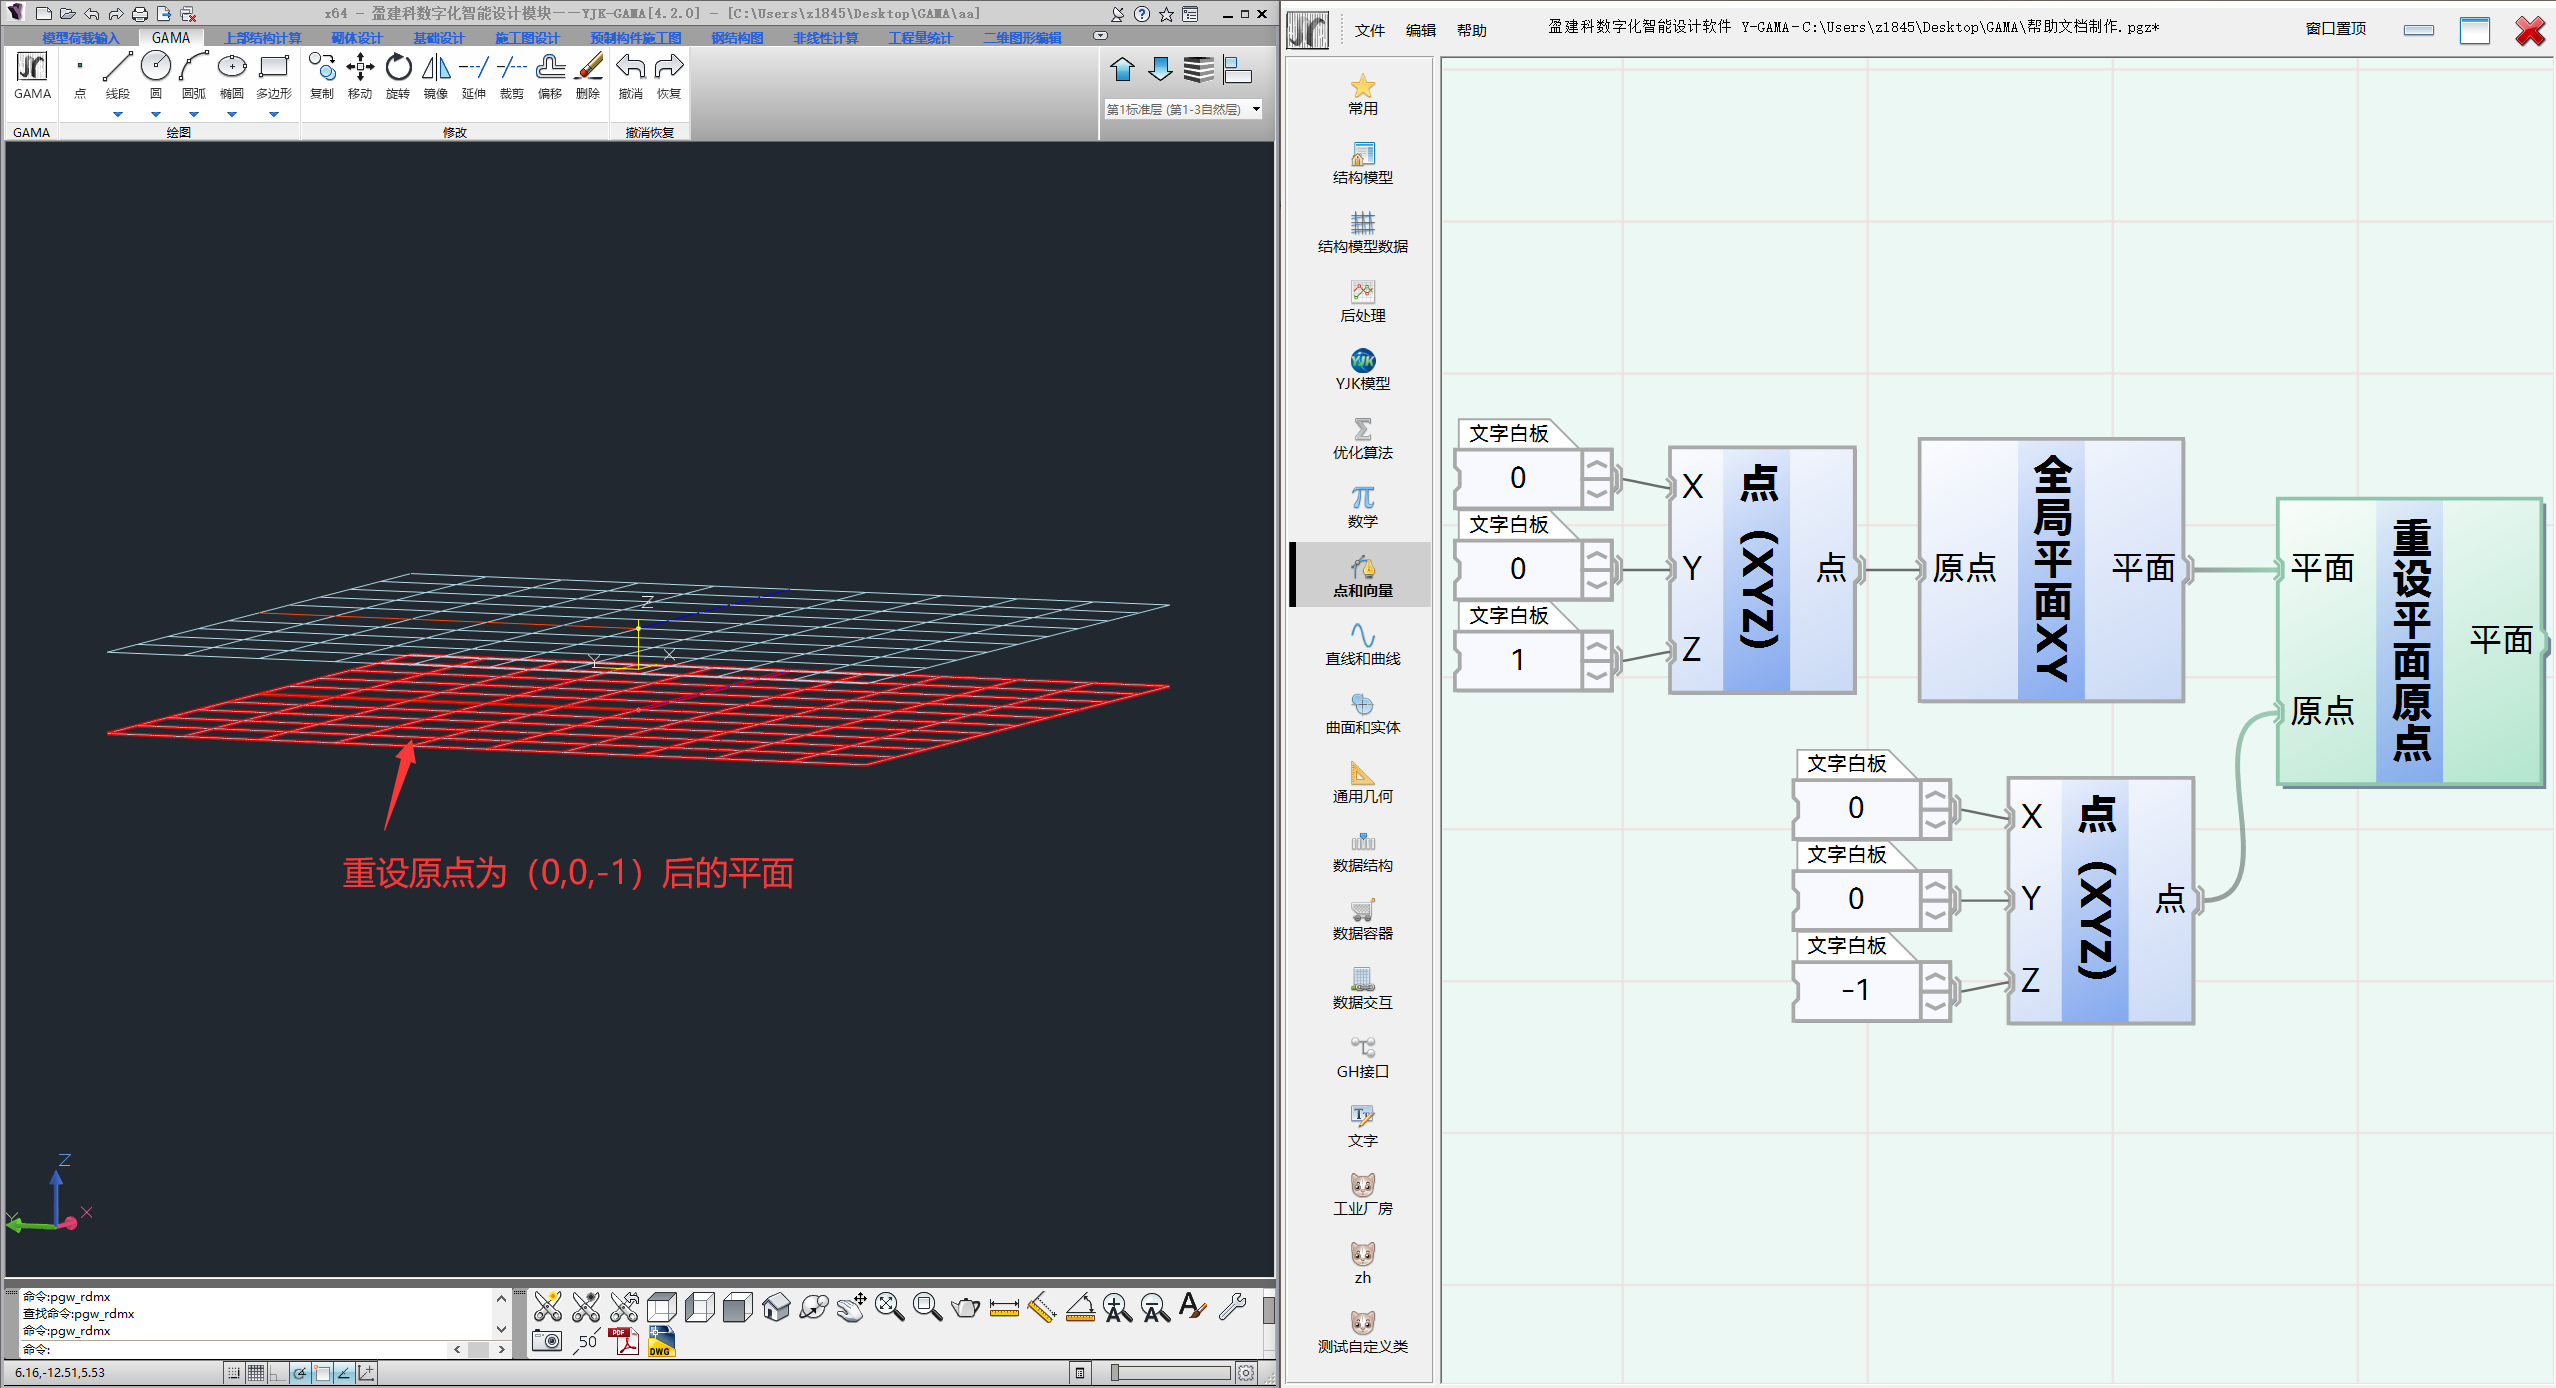 x64 - 盈建科数字化智能设计模块--YJK-GAMA[4.2.0] - [C:\Users\z1845\Desktop\GAMA\aa]
模型荷载输入 GAMA 上部结构计算 砌体设计 基础设计 施工图设计 预制构件施工图 钢结构图 非线性计算 工程量统计 二维图形编辑
GAMA 点 线段 圆 圆弧 椭圆 多边形 复制 移动 旋转 镜像 延伸 裁剪 偏移 删除 撤消 恢复
第1标准层 (第1-3自然层)
GAMA 绘图 修改 撤消恢复
Z
Y X
重设原点为（0,0,-1）后的平面
Z
Y X
命令:pgw_rdmx
查找命令:pgw_rdmx
命令:pgw_rdmx
命令:
50
PDF
DWG
6.16,-12.51,5.53
文件 编辑 帮助 盈建科数字化智能设计软件 Y-GAMA-C:\Users\z1845\Desktop\GAMA\帮助文档制作.pgz* 窗口置顶
常用
结构模型
结构模型数据
后处理
YJK
YJK模型
优化算法
数学
点和向量
直线和曲线
曲面和实体
通用几何
数据结构
数据容器
数据交互
GH接口
文字
工业厂房
zh
测试自定义类
文字白板
0
文字白板
0
文字白板
1
X
Y
Z
点（XYZ）
点
原点
全局平面XY
平面
平面
原点
重设平面原点
平面
文字白板
0
文字白板
0
文字白板
-1
X
Y
Z
点（XYZ）
点